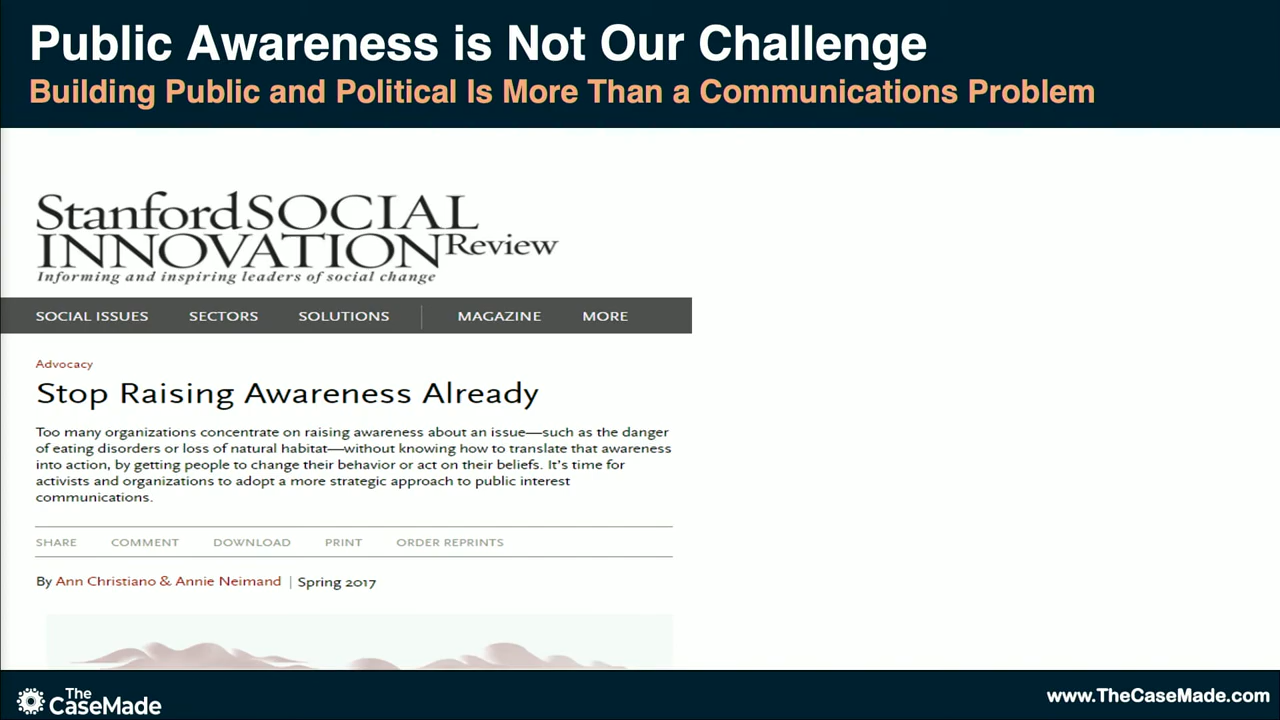 Public Awareness is Not Our Challenge
Building Public and Political Is More Than a Communications Problem
Stanford SOCIAL
INNOVATION Review
Informing and inspiring leaders of social change
SOCIAL ISSUES SECTORS SOLUTIONS MAGAZINE MORE
Advocacy
Stop Raising Awareness Already
Too many organizations concentrate on raising awareness about an issue—such as the danger
of eating disorders or loss of natural habitat—without knowing how to translate that awareness
into action, by getting people to change their behavior or act on their beliefs. It's time for
activists and organizations to adopt a more strategic approach to public interest
communications.
SHARE COMMENT DOWNLOAD PRINT ORDER REPRINTS
By Ann Christiano & Annie Neimand | Spring 2017
The
CaseMade
www.TheCaseMade.com